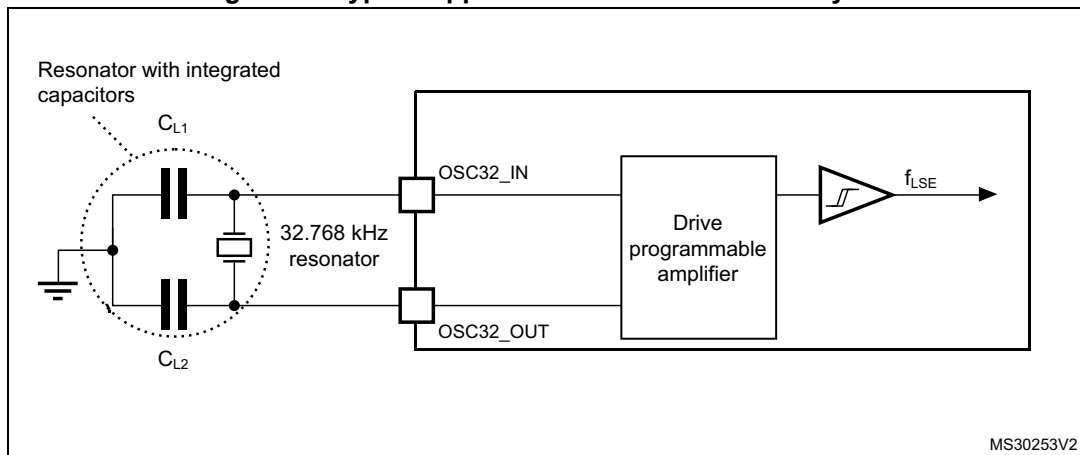 Resonator with integrated
capacitors
C_L1
OSC32_IN
32.768 kHz
resonator
Drive
programmable
amplifier
f_LSE
OSC32_OUT
C_L2
MS30253V2